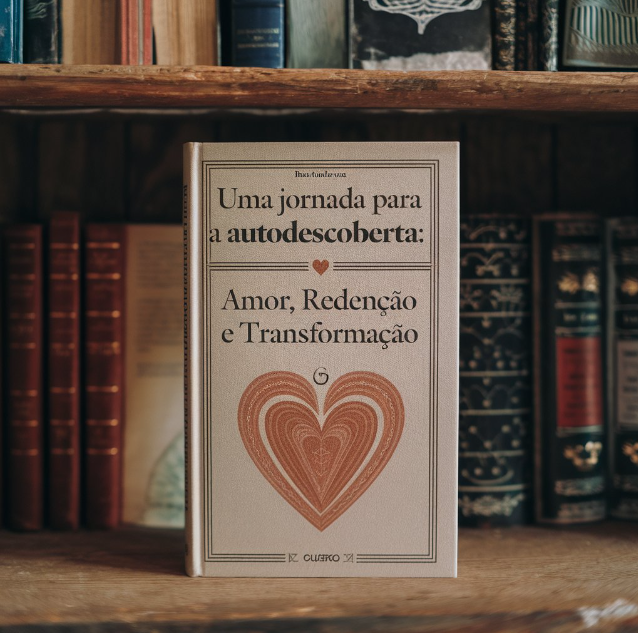 Uma jornada para
a autodescoberta:
Amor, Redenção
e Transformação